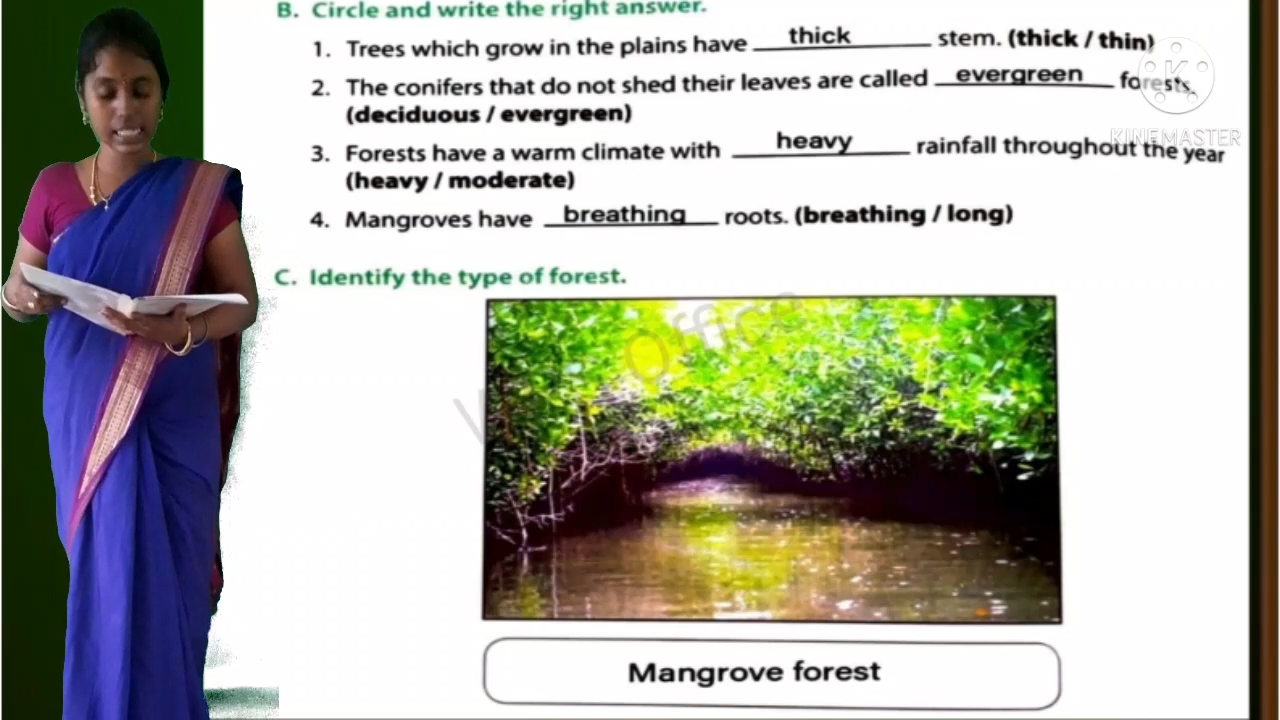 B. Circle and write the right answer.
1. Trees which grow in the plains have thick stem. (thick / thin)
2. The conifers that do not shed their leaves are called evergreen forests.
(deciduous / evergreen)
3. Forests have a warm climate with heavy rainfall throughout the year
(heavy / moderate)
4. Mangroves have breathing roots. (breathing / long)
C. Identify the type of forest.
Office
Mangrove forest
K
KINEMASTER